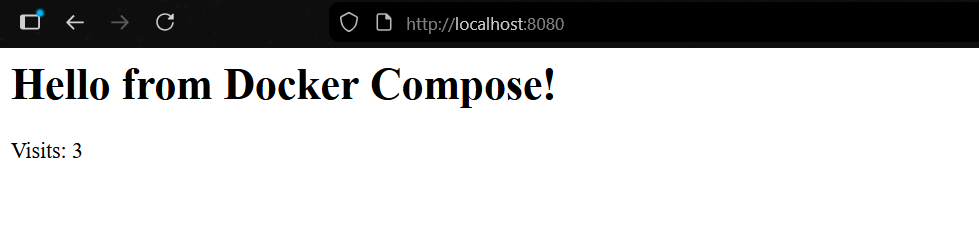 http://localhost:8080
Hello from Docker Compose!
Visits: 3